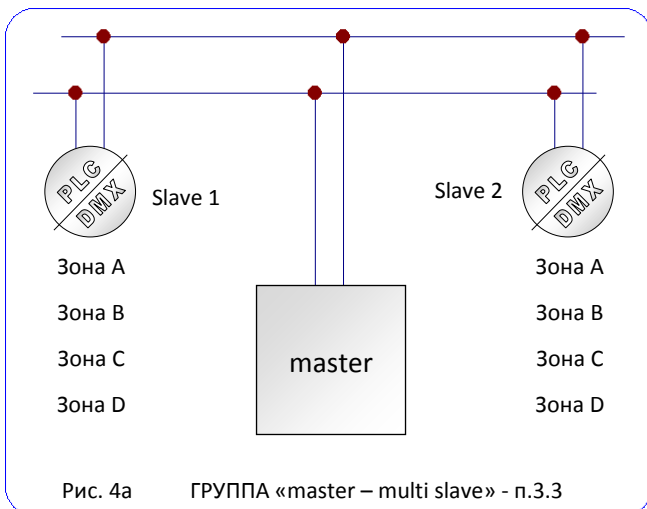 PLC
DMX
Slave 1
Slave 2
PLC
DMX
Зона A
Зона B
Зона C
Зона D
master
Зона A
Зона B
Зона C
Зона D
Рис. 4а ГРУППА «master – multi slave» - п.3.3